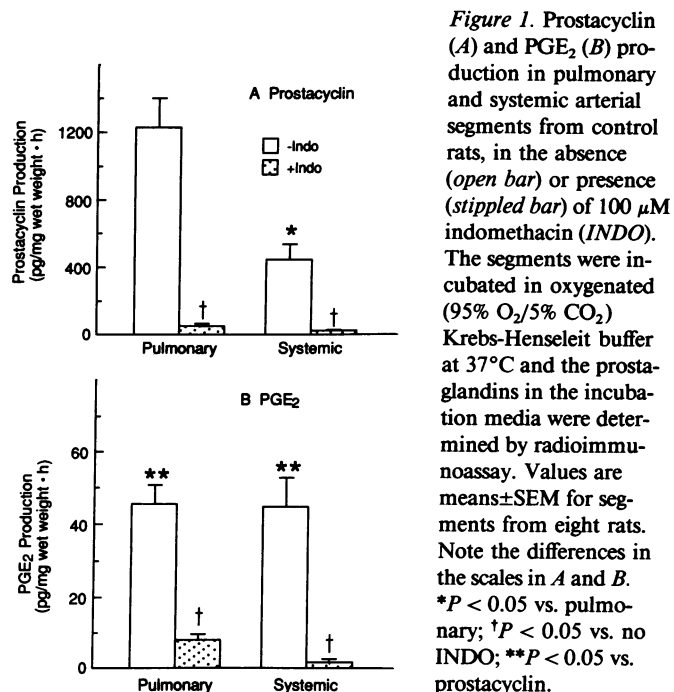 A Prostacyclin
Prostacyclin Production
(pg/mg wet weight • h)
1200
800
400
0
-Indo
+Indo
*
†
†
Pulmonary
Systemic
B PGE2
PGE2 Production
(pg/mg wet weight • h)
60
40
20
0
**
**
†
†
Pulmonary
Systemic
Figure 1. Prostacyclin
(A) and PGE2 (B) pro-
duction in pulmonary
and systemic arterial
segments from control
rats, in the absence
(open bar) or presence
(stippled bar) of 100 μM
indomethacin (INDO).
The segments were in-
cubated in oxygenated
(95% O2/5% CO2)
Krebs-Henseleit buffer
at 37°C and the prosta-
glandins in the incuba-
tion media were deter-
mined by radioimmu-
noassay. Values are
means±SEM for seg-
ments from eight rats.
Note the differences in
the scales in A and B.
*P < 0.05 vs. pulmo-
nary; †P < 0.05 vs. no
INDO; **P < 0.05 vs.
prostacyclin.